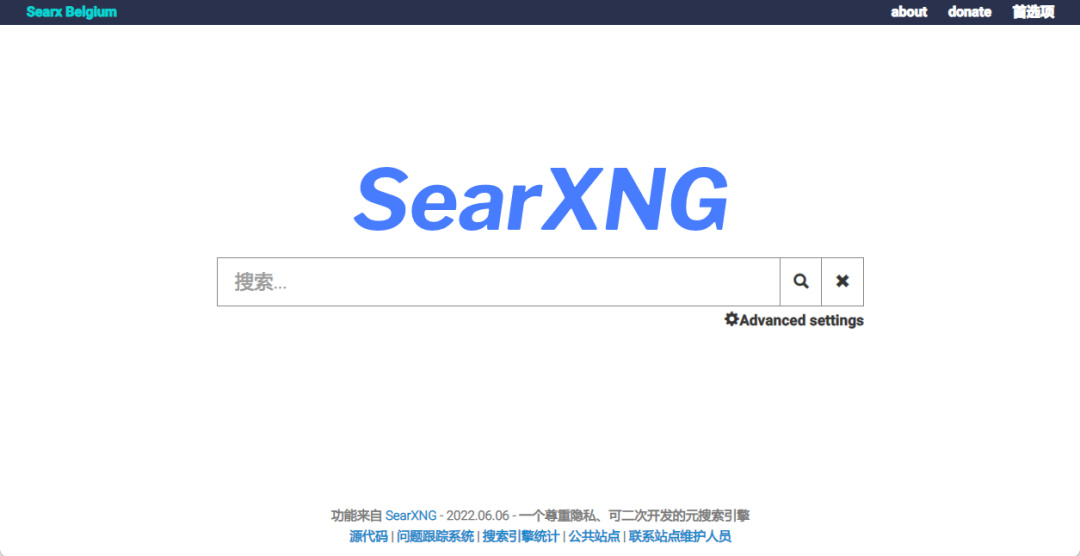 Searx Belgium about donate 首选项
SearXNG
搜索...
Advanced settings
功能来自 SearXNG - 2022.06.06 - 一个尊重隐私、可二次开发的元搜索引擎
源代码 | 问题跟踪系统 | 搜索引擎统计 | 公共站点 | 联系站点维护人员